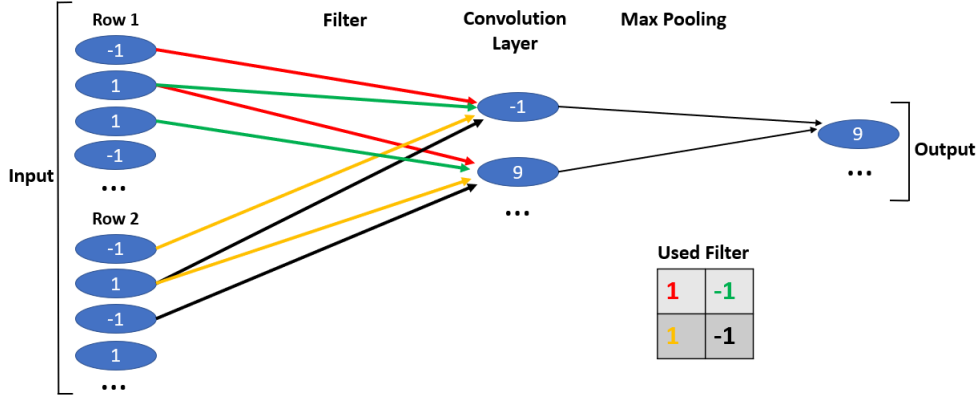 Input
Row 1
-1
1
1
-1
...
Row 2
-1
1
-1
1
...
Filter
Convolution
Layer
-1
9
...
Max Pooling
9
...
Output
Used Filter
1 -1
1 -1